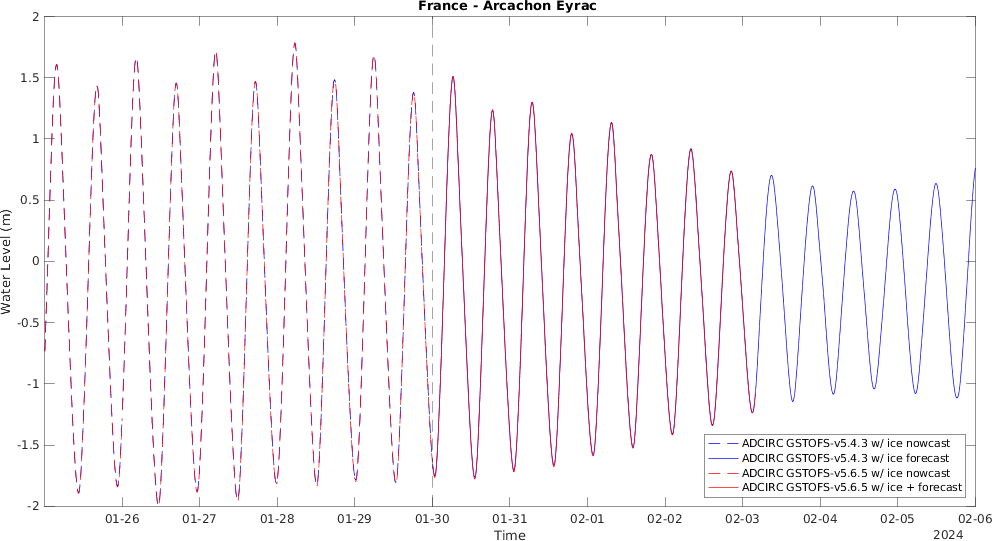 France - Arcachon Eyrac
2
1.5
1
0.5
0
-0.5
-1
-1.5
-2
Water Level (m)
ADCIRC GSTOFS-v5.4.3 w/ ice nowcast
ADCIRC GSTOFS-v5.4.3 w/ ice forecast
ADCIRC GSTOFS-v5.6.5 w/ ice nowcast
ADCIRC GSTOFS-v5.6.5 w/ ice + forecast
01-26 01-27 01-28 01-29 01-30 01-31 02-01 02-02 02-03 02-04 02-05 02-06
Time
2024